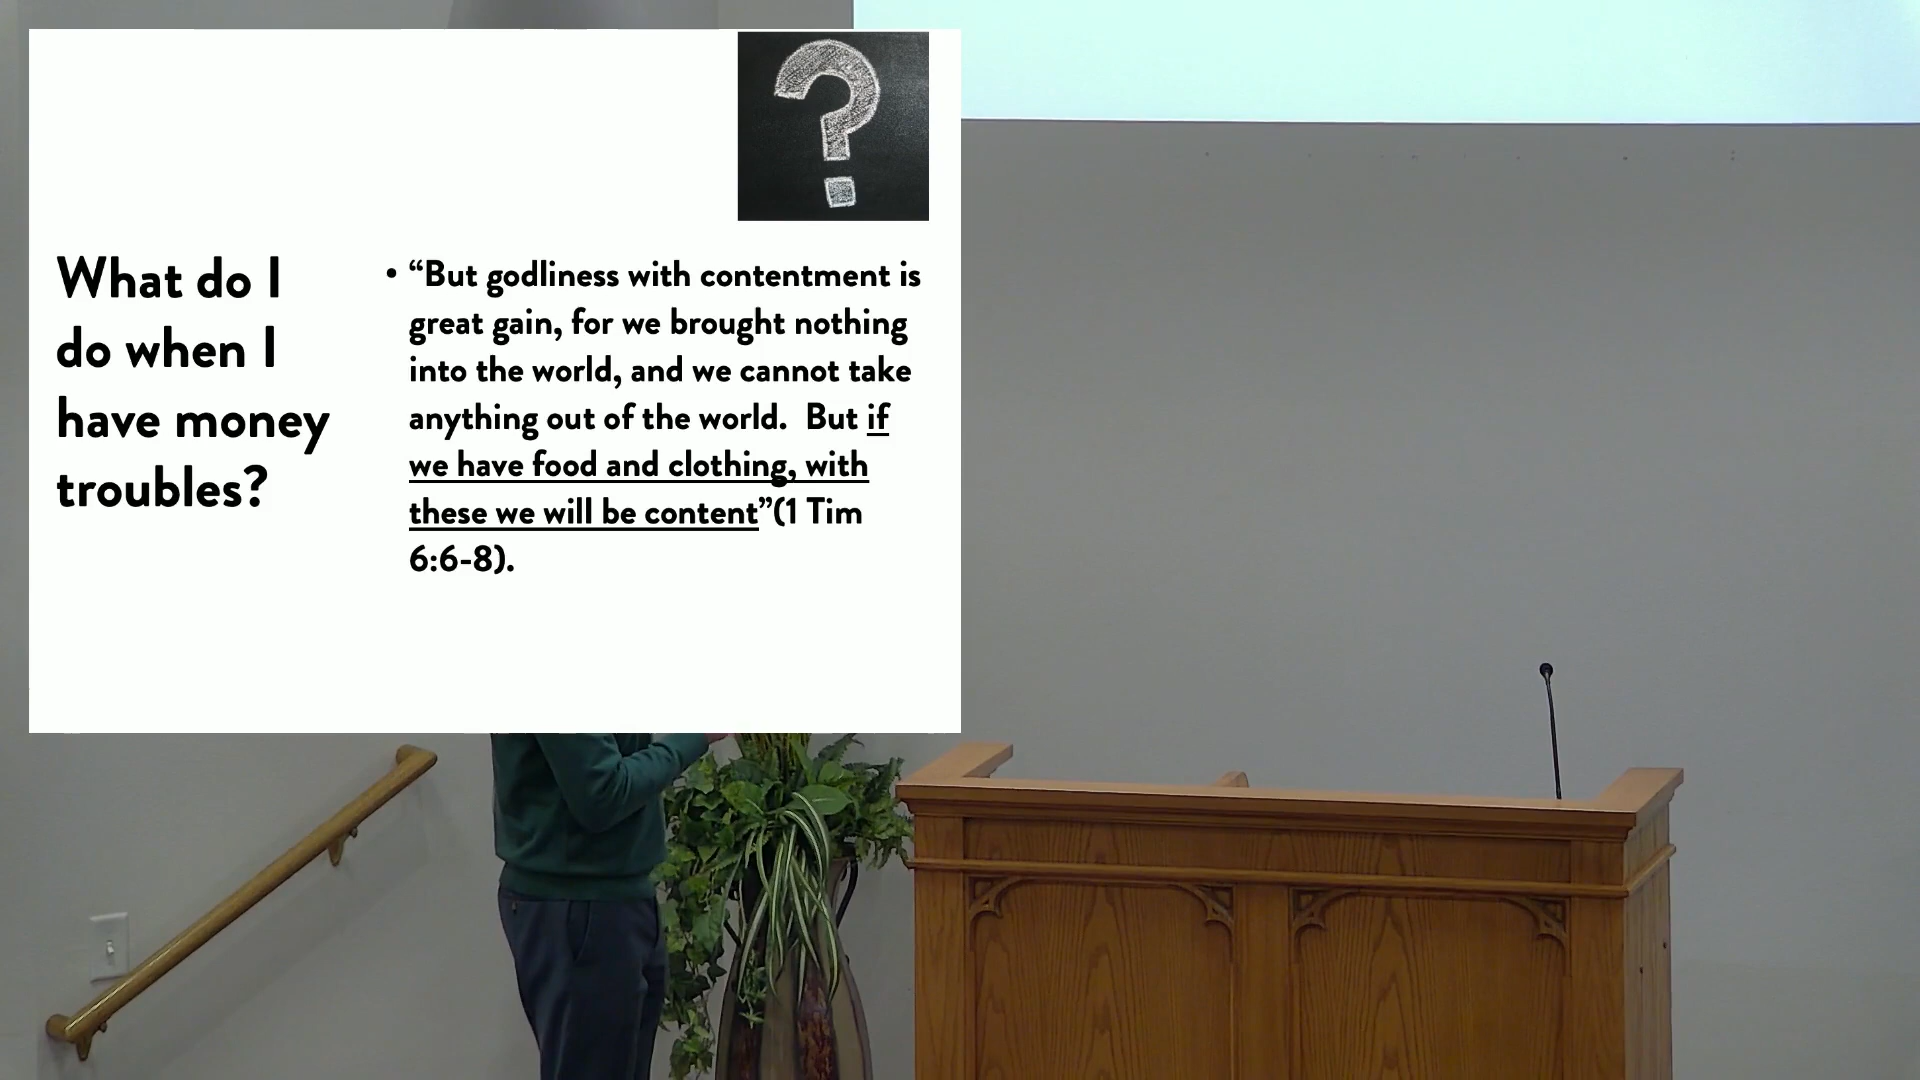 What do I
do when I
have money
troubles?
• “But godliness with contentment is
great gain, for we brought nothing
into the world, and we cannot take
anything out of the world.  But if
we have food and clothing, with
these we will be content”(1 Tim
6:6-8).